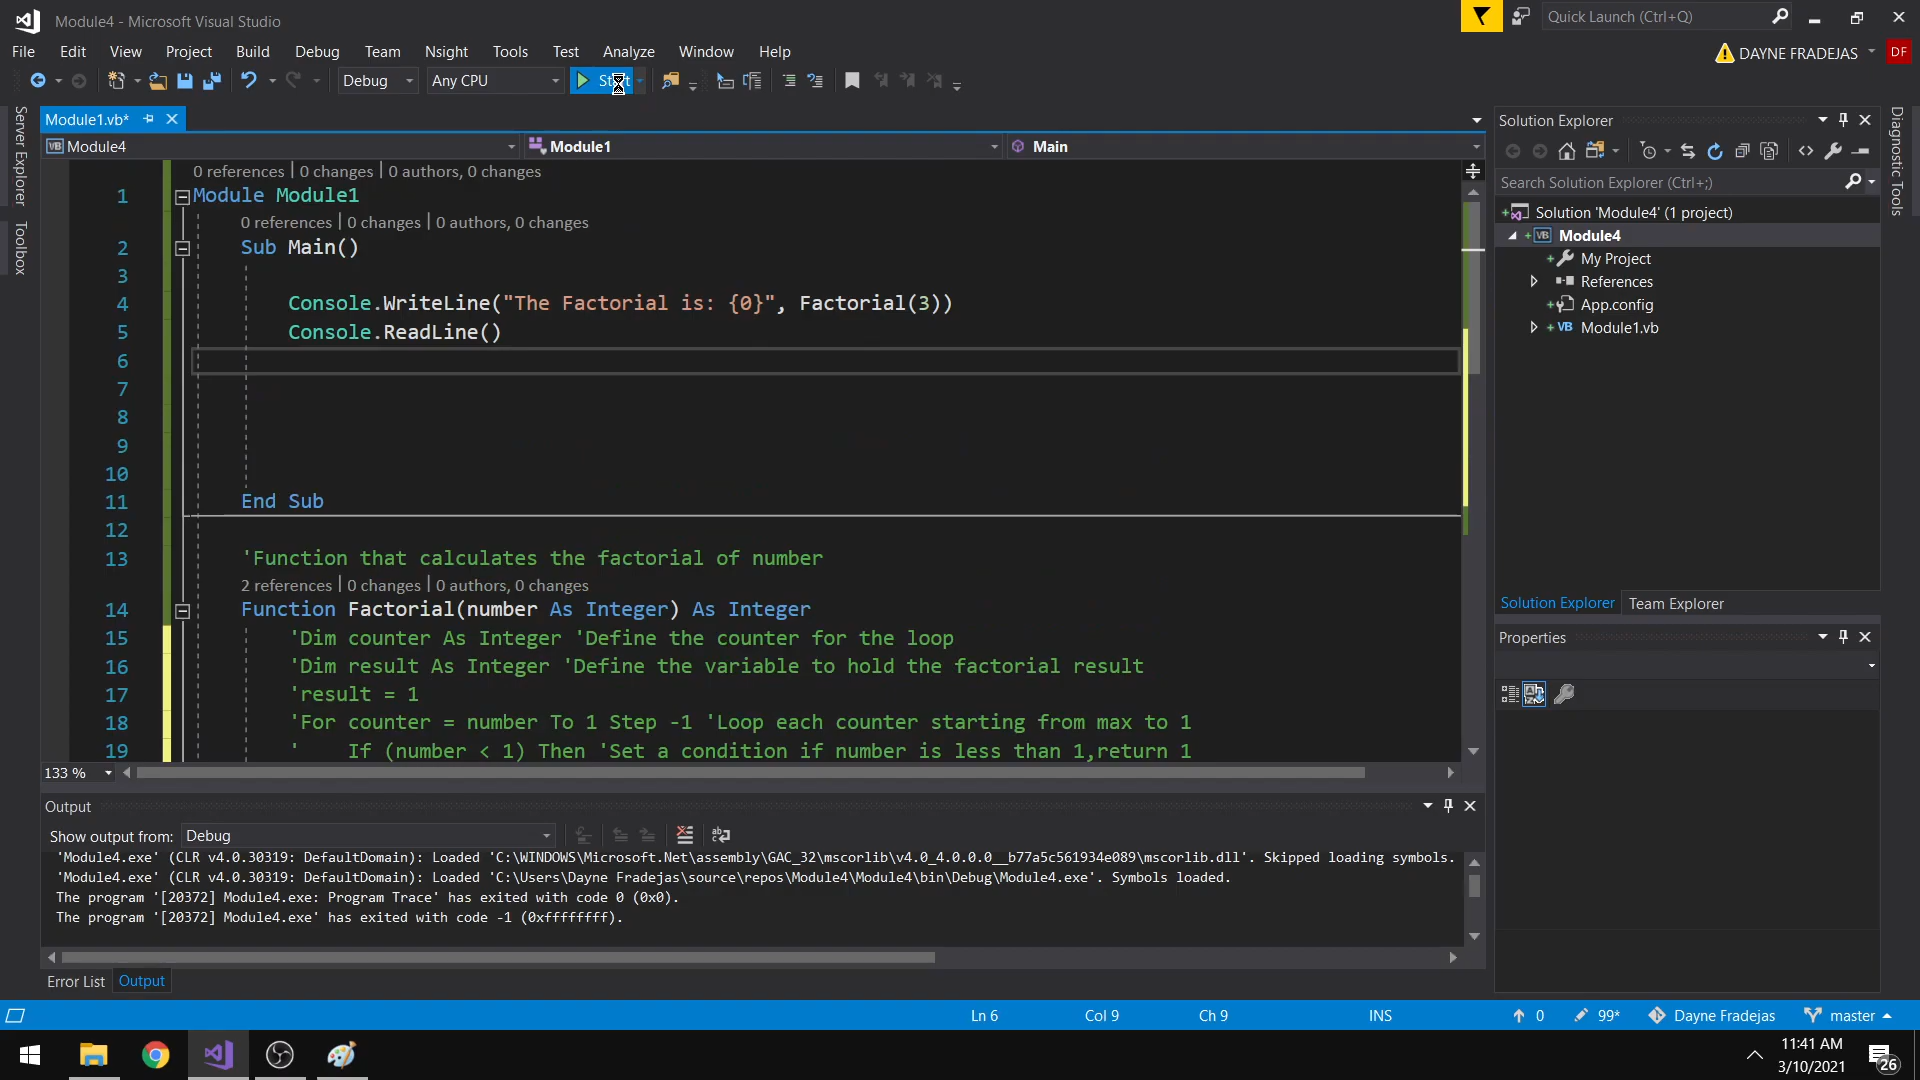 Module4 - Microsoft Visual Studio
Quick Launch (Ctrl+Q)
File Edit View Project Build Debug Team Nsight Tools Test Analyze Window Help
DAYNE FRADEJAS DF
Debug Any CPU Start
Server Explorer
Toolbox
Module1.vb*
Module4 Module1 Main
0 references | 0 changes | 0 authors, 0 changes
1 Module Module1
0 references | 0 changes | 0 authors, 0 changes
2 Sub Main()
3
4 Console.WriteLine("The Factorial is: {0}", Factorial(3))
5 Console.ReadLine()
6
7
8
9
10
11 End Sub
12
13 'Function that calculates the factorial of number
2 references | 0 changes | 0 authors, 0 changes
14 Function Factorial(number As Integer) As Integer
15 'Dim counter As Integer 'Define the counter for the loop
16 'Dim result As Integer 'Define the variable to hold the factorial result
17 'result = 1
18 'For counter = number To 1 Step -1 'Loop each counter starting from max to 1
19 ' If (number < 1) Then 'Set a condition if number is less than 1,return 1
133 %
Output
Show output from: Debug
'Module4.exe' (CLR v4.0.30319: DefaultDomain): Loaded 'C:\WINDOWS\Microsoft.Net\assembly\GAC_32\mscorlib\v4.0_4.0.0.0__b77a5c561934e089\mscorlib.dll'. Skipped loading symbols.
'Module4.exe' (CLR v4.0.30319: DefaultDomain): Loaded 'C:\Users\Dayne Fradejas\source\repos\Module4\Module4\bin\Debug\Module4.exe'. Symbols loaded.
The program '[20372] Module4.exe: Program Trace' has exited with code 0 (0x0).
The program '[20372] Module4.exe' has exited with code -1 (0xffffffff).
Error List Output
Solution Explorer
Search Solution Explorer (Ctrl+;)
Solution 'Module4' (1 project)
VB Module4
My Project
References
App.config
VB Module1.vb
Solution Explorer Team Explorer
Properties
Diagnostic Tools
Ln 6 Col 9 Ch 9 INS 0 99* Dayne Fradejas master
11:41 AM
3/10/2021
26